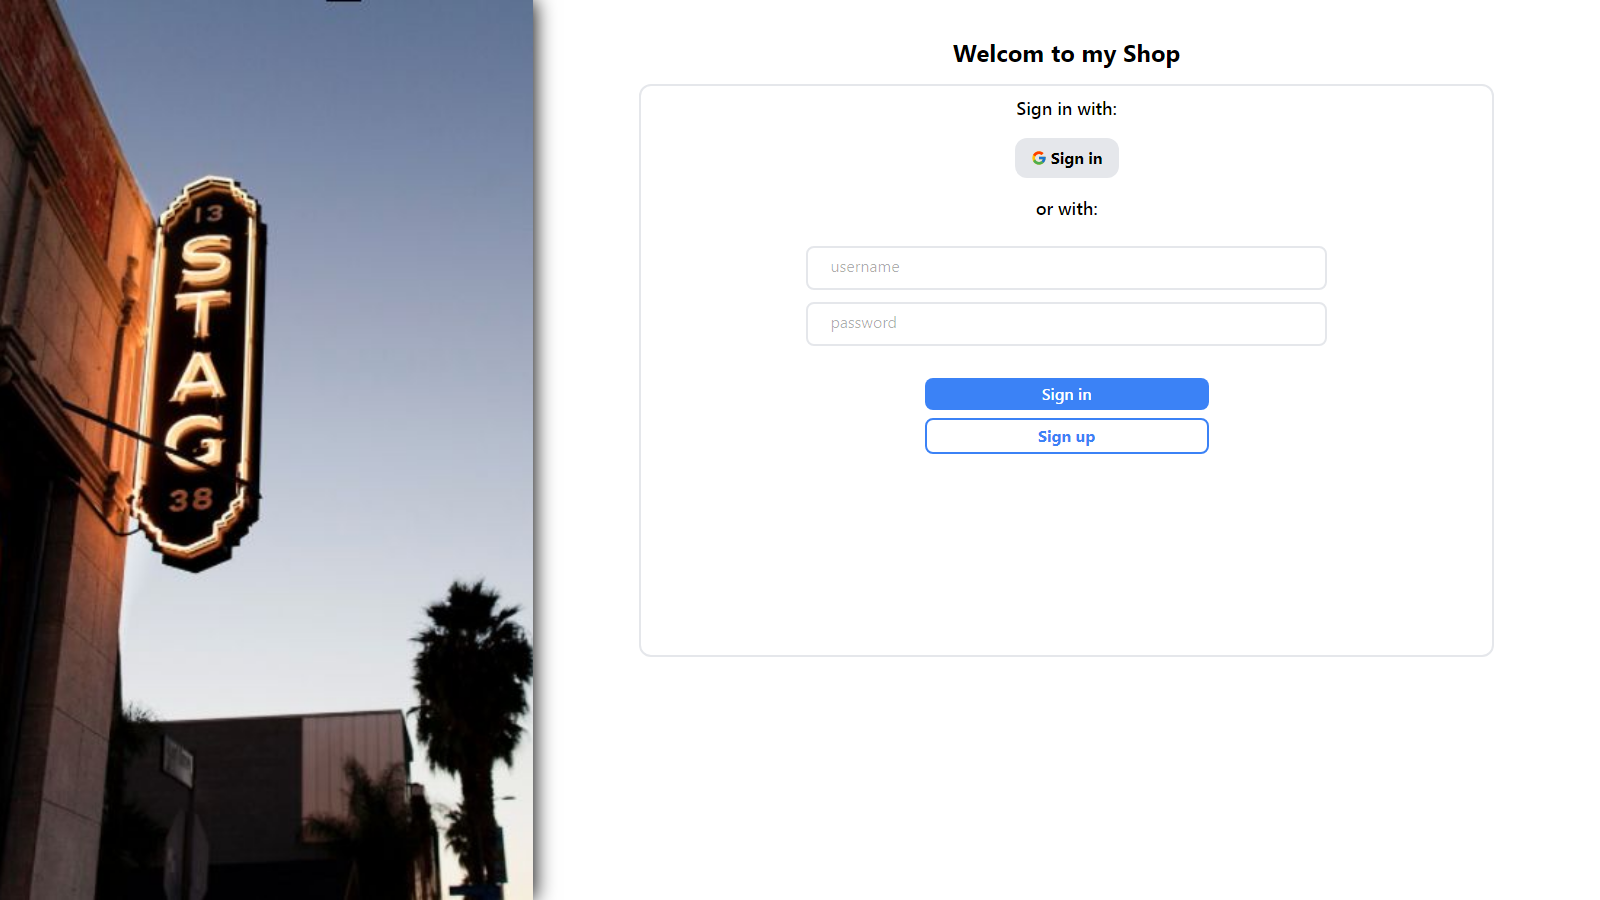 13
STAG
38
Welcom to my Shop
Sign in with:
Sign in
or with:
username
password
Sign in
Sign up